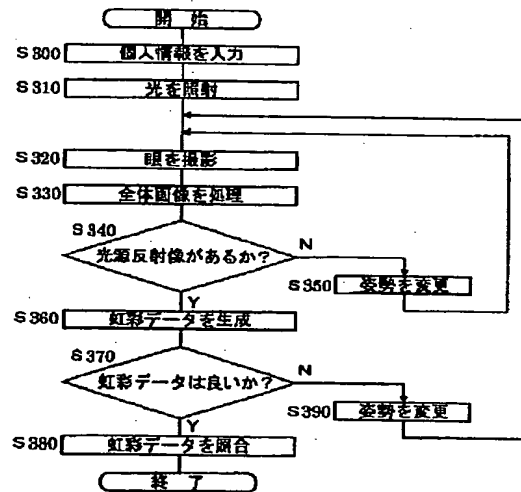 開 始
S300 個人情報を入力
S310 光を照射
S320 眼を撮影
S330 全体画像を処理
S340
光源反射像があるか?
N
S350 姿勢を変更
Y
S360 虹彩データを生成
S370
虹彩データは良いか?
N
S390 姿勢を変更
Y
S380 虹彩データを照合
終 了